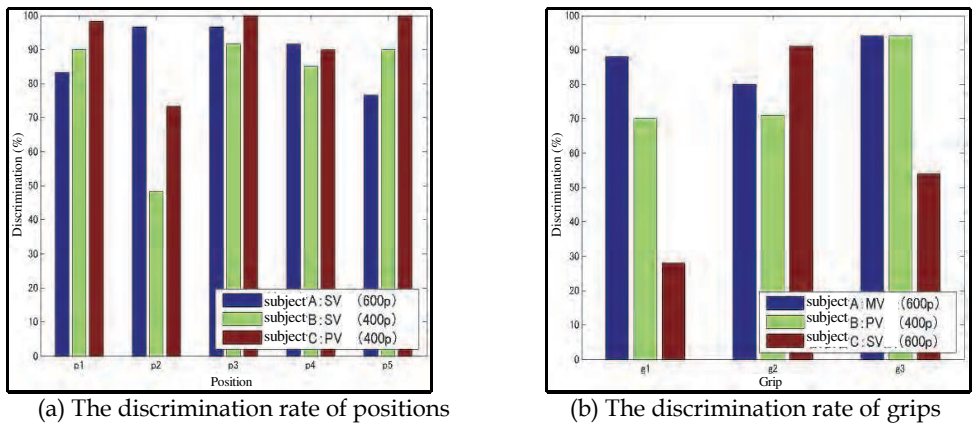 100
90
80
70
60
50
40
30
20
10
0
Discrimination (%)
p1 p2 p3 p4 p5
Position
subject A:SV (600p)
subject B:SV (400p)
subject C:PV (400p)
(a) The discrimination rate of positions
100
90
80
70
60
50
40
30
20
10
0
Discrimination (%)
g1 g2 g3
Grip
subject A:MV (600p)
subject B:PV (400p)
subject C:SV (600p)
(b) The discrimination rate of grips